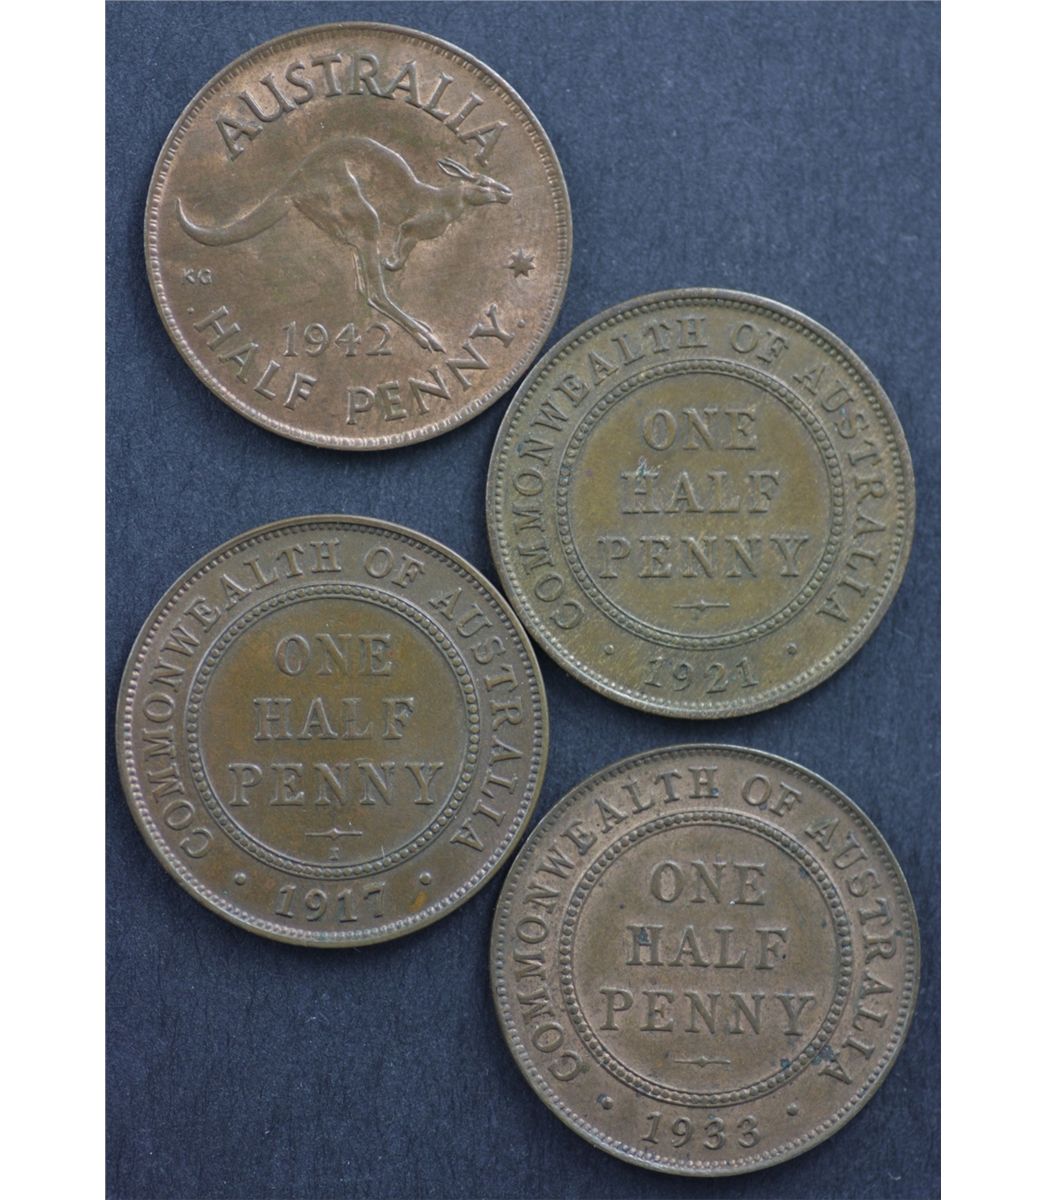 AUSTRALIA
KG
1942
· HALF PENNY ·
COMMONWEALTH OF AUSTRALIA
ONE
HALF
PENNY
· 1921 ·
COMMONWEALTH OF AUSTRALIA
ONE
HALF
PENNY
I
· 1917 ·
COMMONWEALTH OF AUSTRALIA
ONE
HALF
PENNY
· 1933 ·